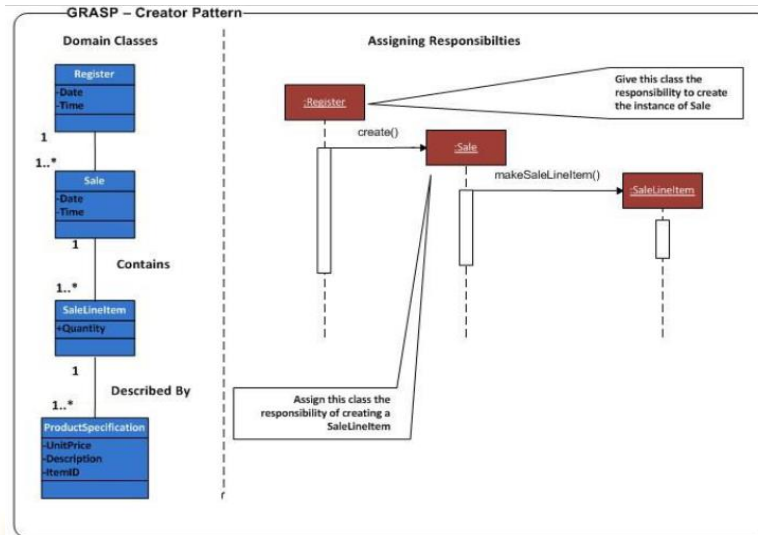 GRASP – Creator Pattern
Domain Classes
Register
-Date
-Time
1
1..*
Sale
-Date
-Time
1
Contains
1..*
SaleLineItem
+Quantity
1
Described By
1..*
ProductSpecification
-UnitPrice
-Description
-ItemID
Assigning Responsibilties
:Register
Give this class the
responsibility to create
the instance of Sale
create()
:Sale
makeSaleLineItem()
:SaleLineItem
Assign this class the
responsibility of creating a
SaleLineItem